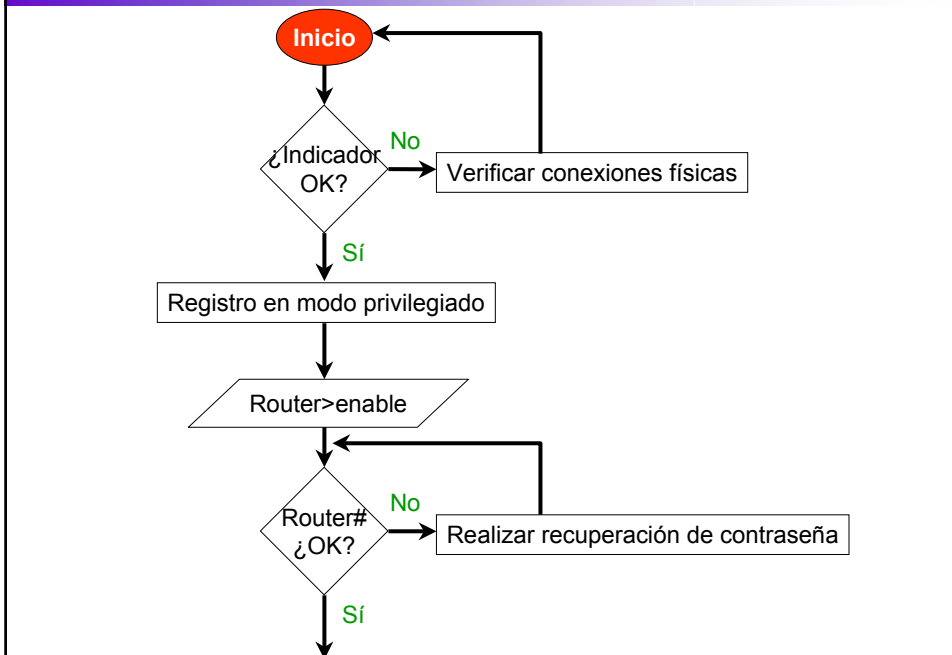 Inicio
¿Indicador
OK?
No
Verificar conexiones físicas
Sí
Registro en modo privilegiado
Router>enable
Router#
¿OK?
No
Realizar recuperación de contraseña
Sí